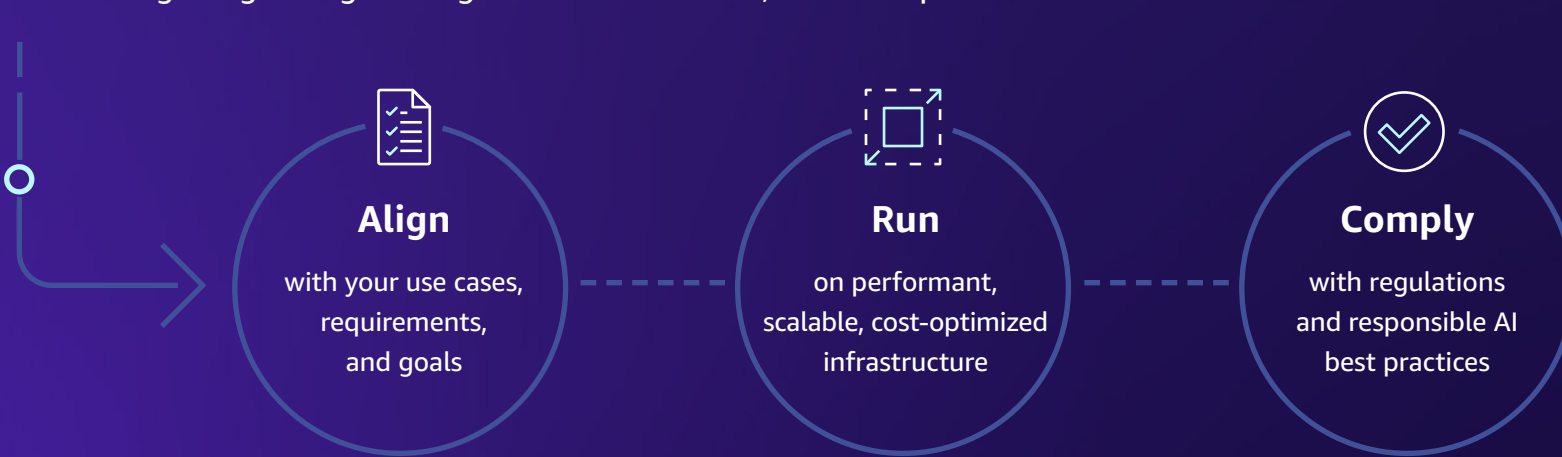 Align
with your use cases,
requirements,
and goals
Run
on performant,
scalable, cost-optimized
infrastructure
Comply
with regulations
and responsible AI
best practices